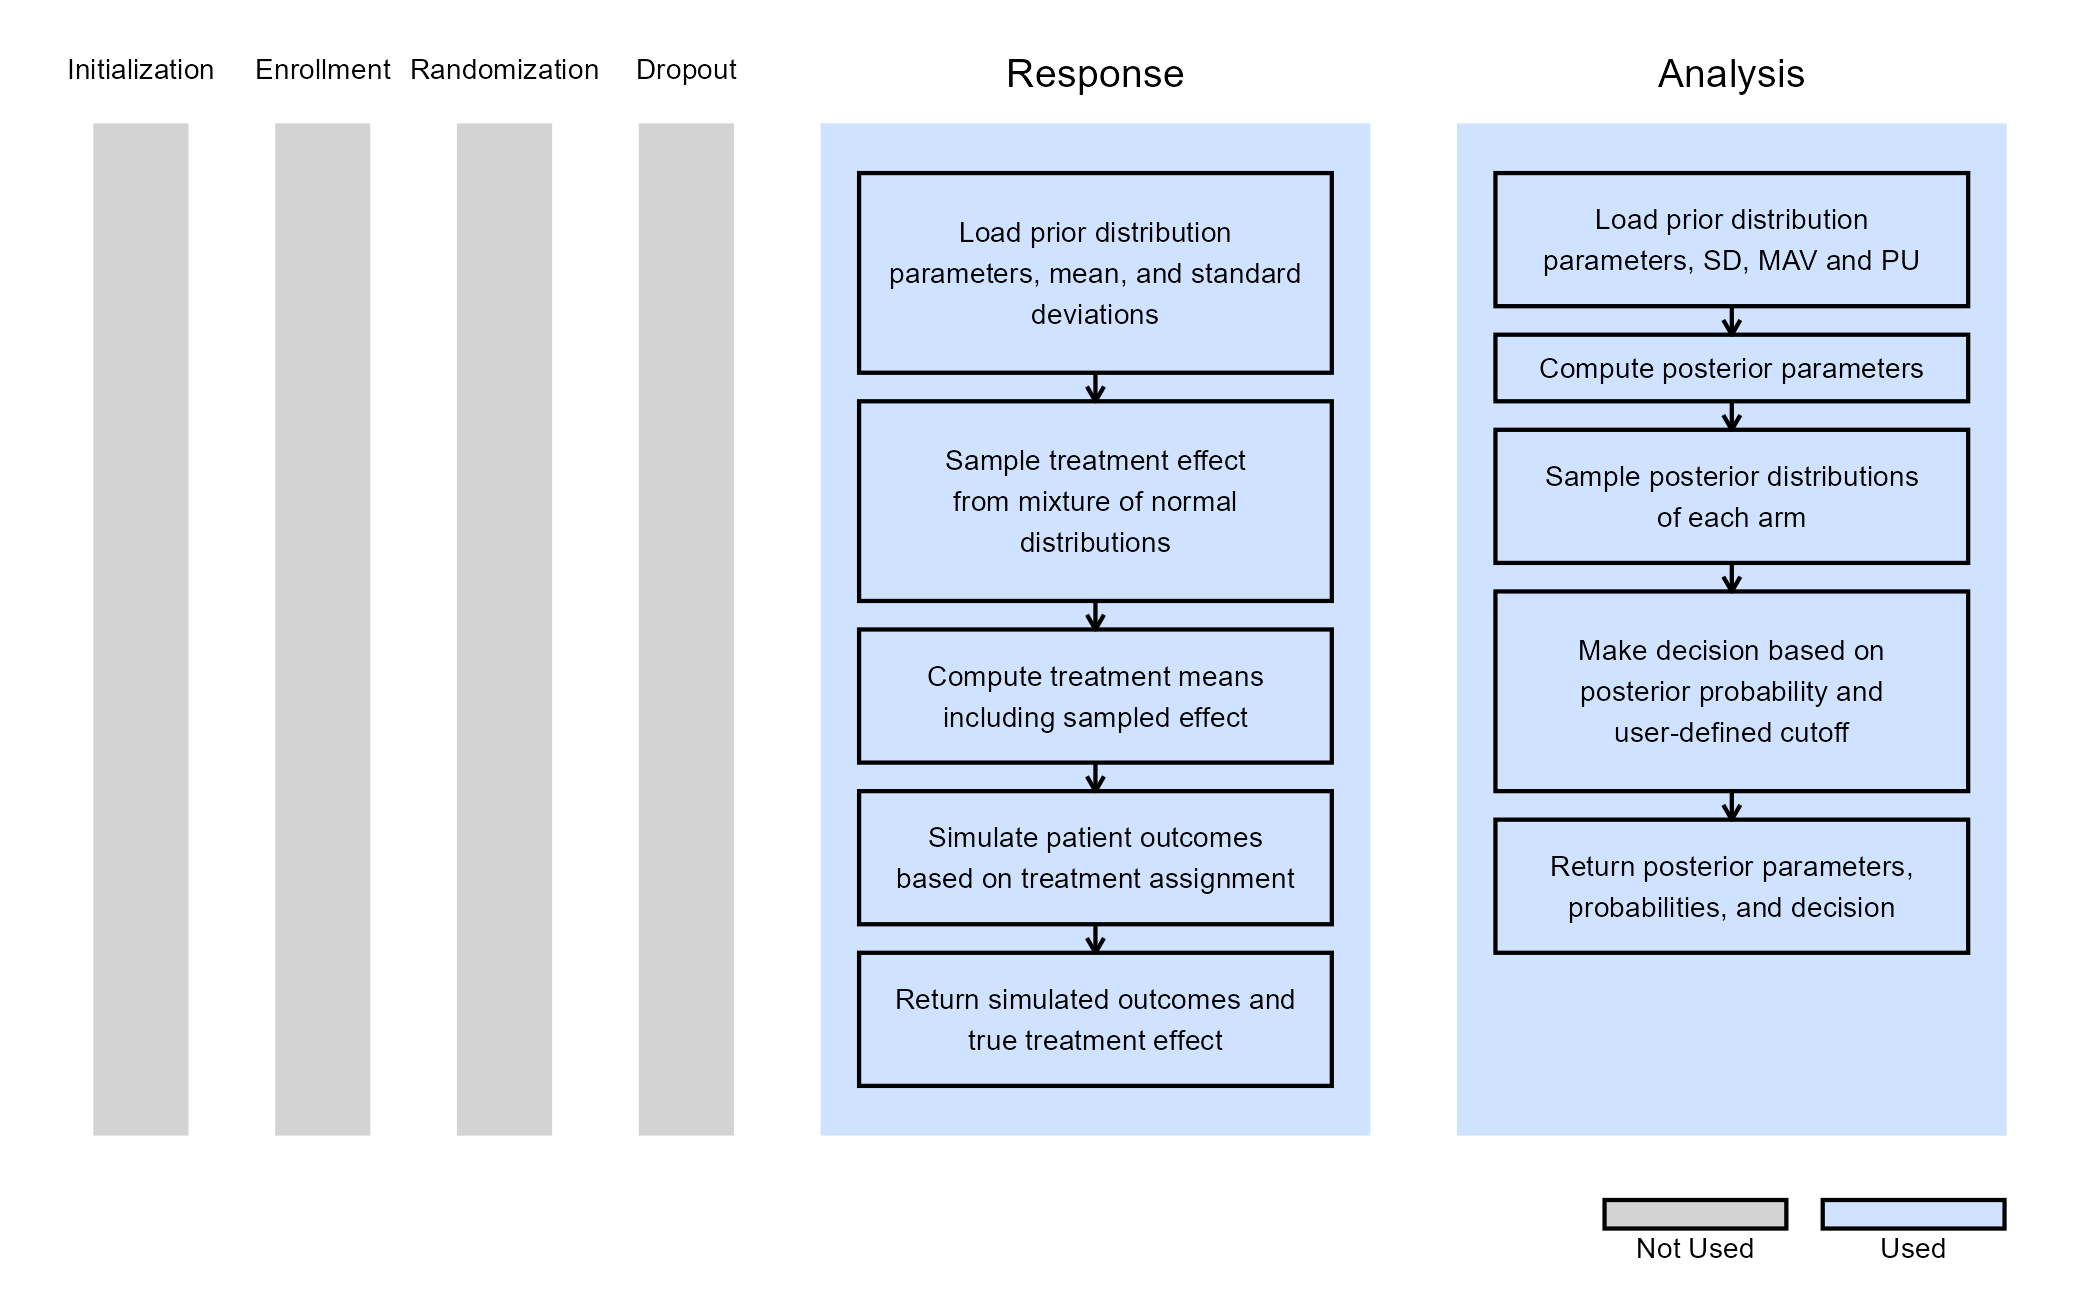 Initialization
Enrollment
Randomization
Dropout
Response
Analysis
Load prior distribution
parameters, mean, and standard
deviations
Sample treatment effect
from mixture of normal
distributions
Compute treatment means
including sampled effect
Simulate patient outcomes
based on treatment assignment
Return simulated outcomes and
true treatment effect
Load prior distribution
parameters, SD, MAV and PU
Compute posterior parameters
Sample posterior distributions
of each arm
Make decision based on
posterior probability and
user-defined cutoff
Return posterior parameters,
probabilities, and decision
Not Used
Used